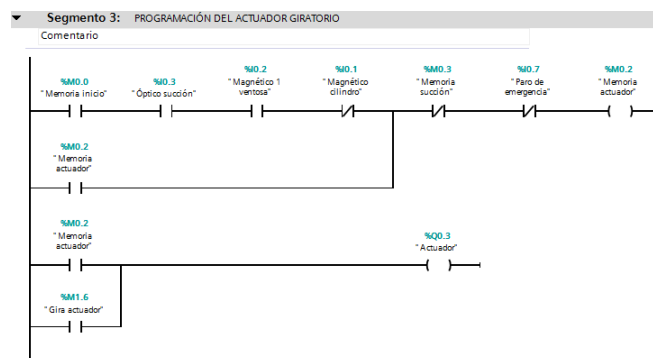 Segmento 3: PROGRAMACIÓN DEL ACTUADOR GIRATORIO
Comentario
%M0.0
"Memoria inicio"
%I0.3
"Óptico succión"
%I0.2
"Magnético 1
ventosa"
%I0.1
"Magnético
cilindro"
%M0.3
"Memoria
succión"
%I0.7
"Paro de
emergencia"
%M0.2
"Memoria
actuador"
%M0.2
"Memoria
actuador"
%M0.2
"Memoria
actuador"
%Q0.3
"Actuador"
%M1.6
"Gira actuador"